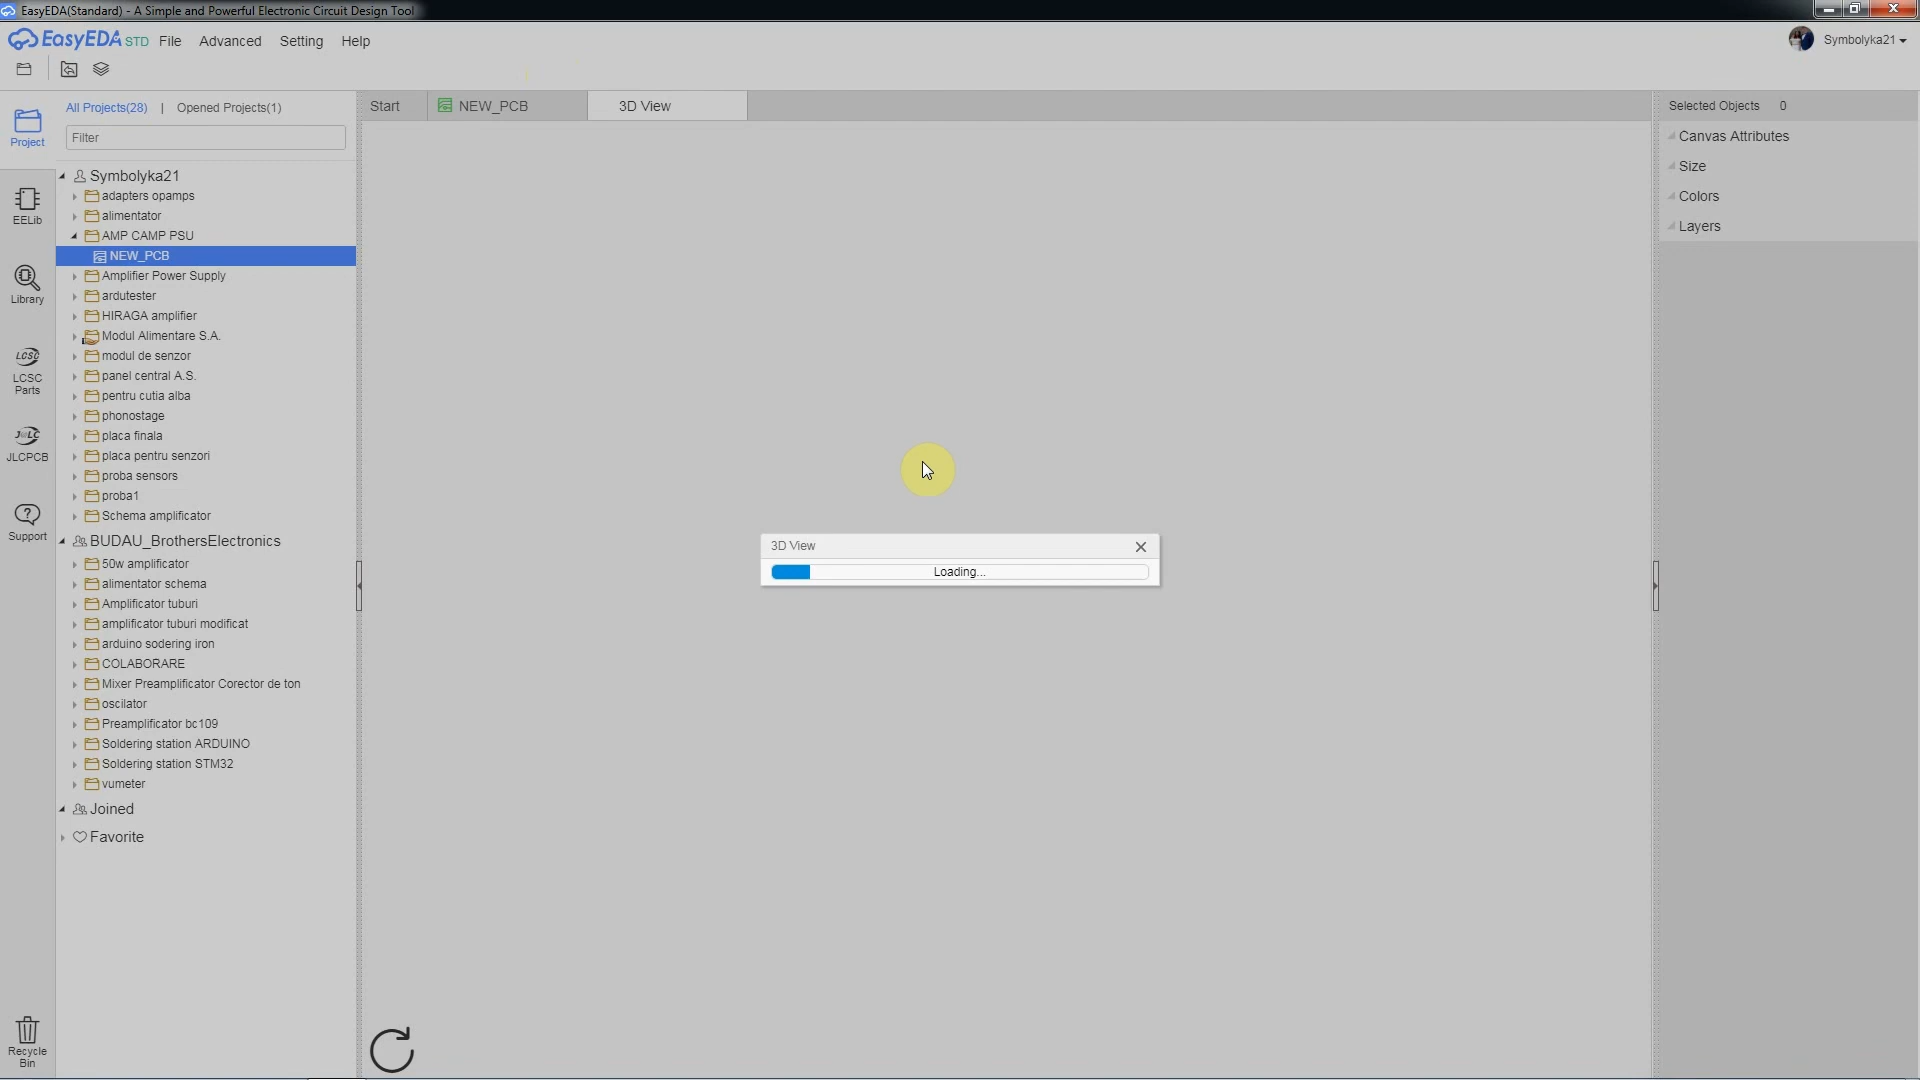 EasyEDA(Standard) - A Simple and Powerful Electronic Circuit Design Tool
EasyEDA STD File Advanced Setting Help
Symbolyka21
Project
EELib
Library
LCSC
LCSC
Parts
JLCPCB
Support
Recycle
Bin
All Projects(28) | Opened Projects(1)
Filter
Symbolyka21
adapters opamps
alimentator
AMP CAMP PSU
NEW_PCB
Amplifier Power Supply
ardutester
HIRAGA amplifier
Modul Alimentare S.A.
modul de senzor
panel central A.S.
pentru cutia alba
phonostage
placa finala
placa pentru senzori
proba sensors
proba1
Schema amplificator
BUDAU_BrothersElectronics
50w amplificator
alimentator schema
Amplificator tuburi
amplificator tuburi modificat
arduino sodering iron
COLABORARE
Mixer Preamplificator Corector de ton
oscilator
Preamplificator bc109
Soldering station ARDUINO
Soldering station STM32
vumeter
Joined
Favorite
Start NEW_PCB 3D View
3D View
Loading...
Selected Objects 0
Canvas Attributes
Size
Colors
Layers